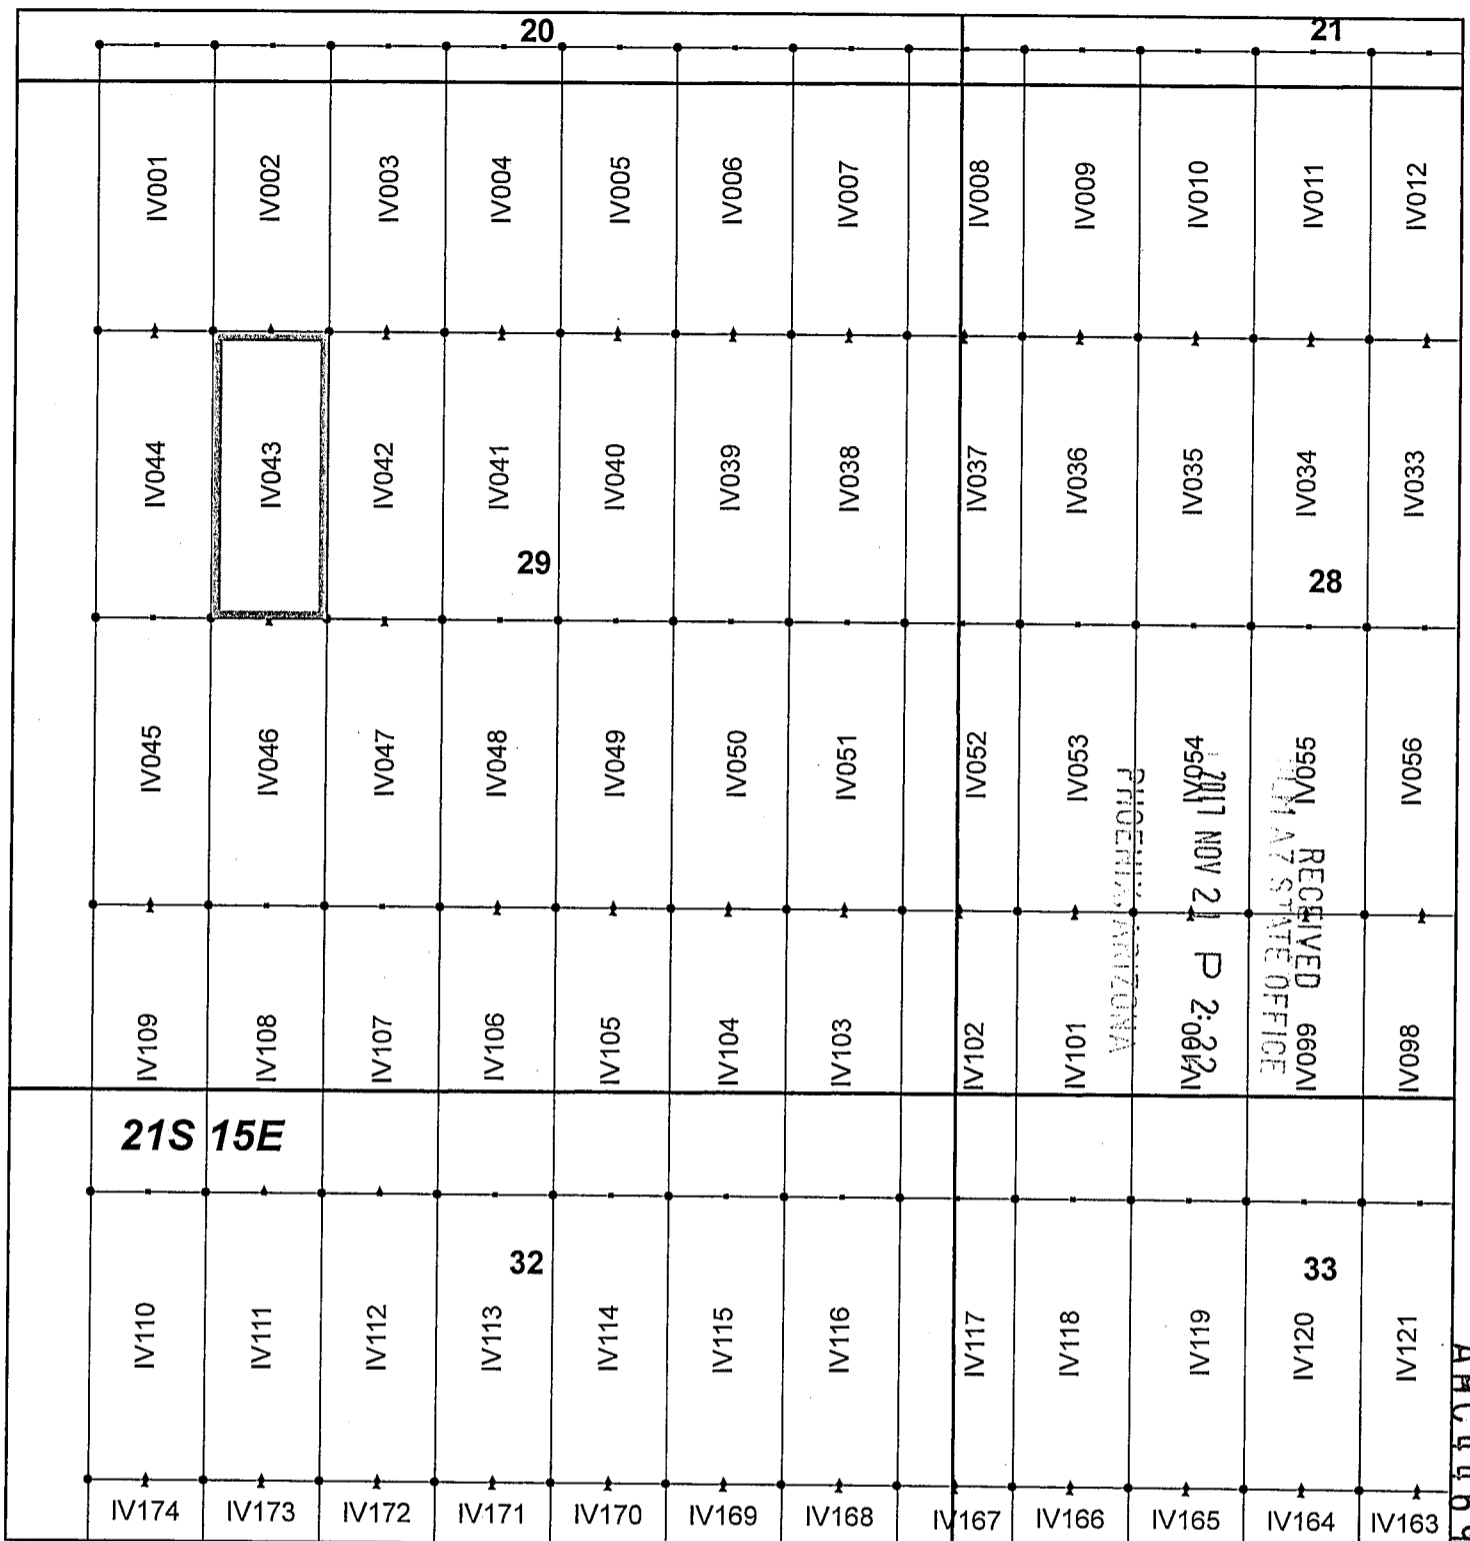 20 21
IV001 IV002 IV003 IV004 IV005 IV006 IV007 IV008 IV009 IV010 IV011 IV012
IV044 IV043 IV042 IV041 IV040 IV039 IV038 IV037 IV036 IV035 IV034 IV033
29 28
IV045 IV046 IV047 IV048 IV049 IV050 IV051 IV052 IV053 IV054 IV055 IV056
RECEIVED
BLM AZ STATE OFFICE
2017 NOV 21 P 2:22
PHOENIX, ARIZONA
IV109 IV108 IV107 IV106 IV105 IV104 IV103 IV102 IV101 IV100 IV099 IV098
21S 15E
32 33
IV110 IV111 IV112 IV113 IV114 IV115 IV116 IV117 IV118 IV119 IV120 IV121
IV174 IV173 IV172 IV171 IV170 IV169 IV168 IV167 IV166 IV165 IV164 IV163